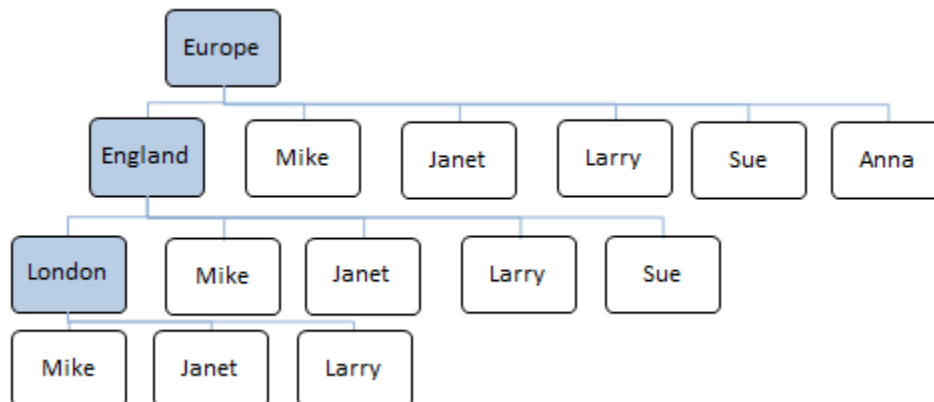 Europe
England Mike Janet Larry Sue Anna
London Mike Janet Larry Sue
Mike Janet Larry